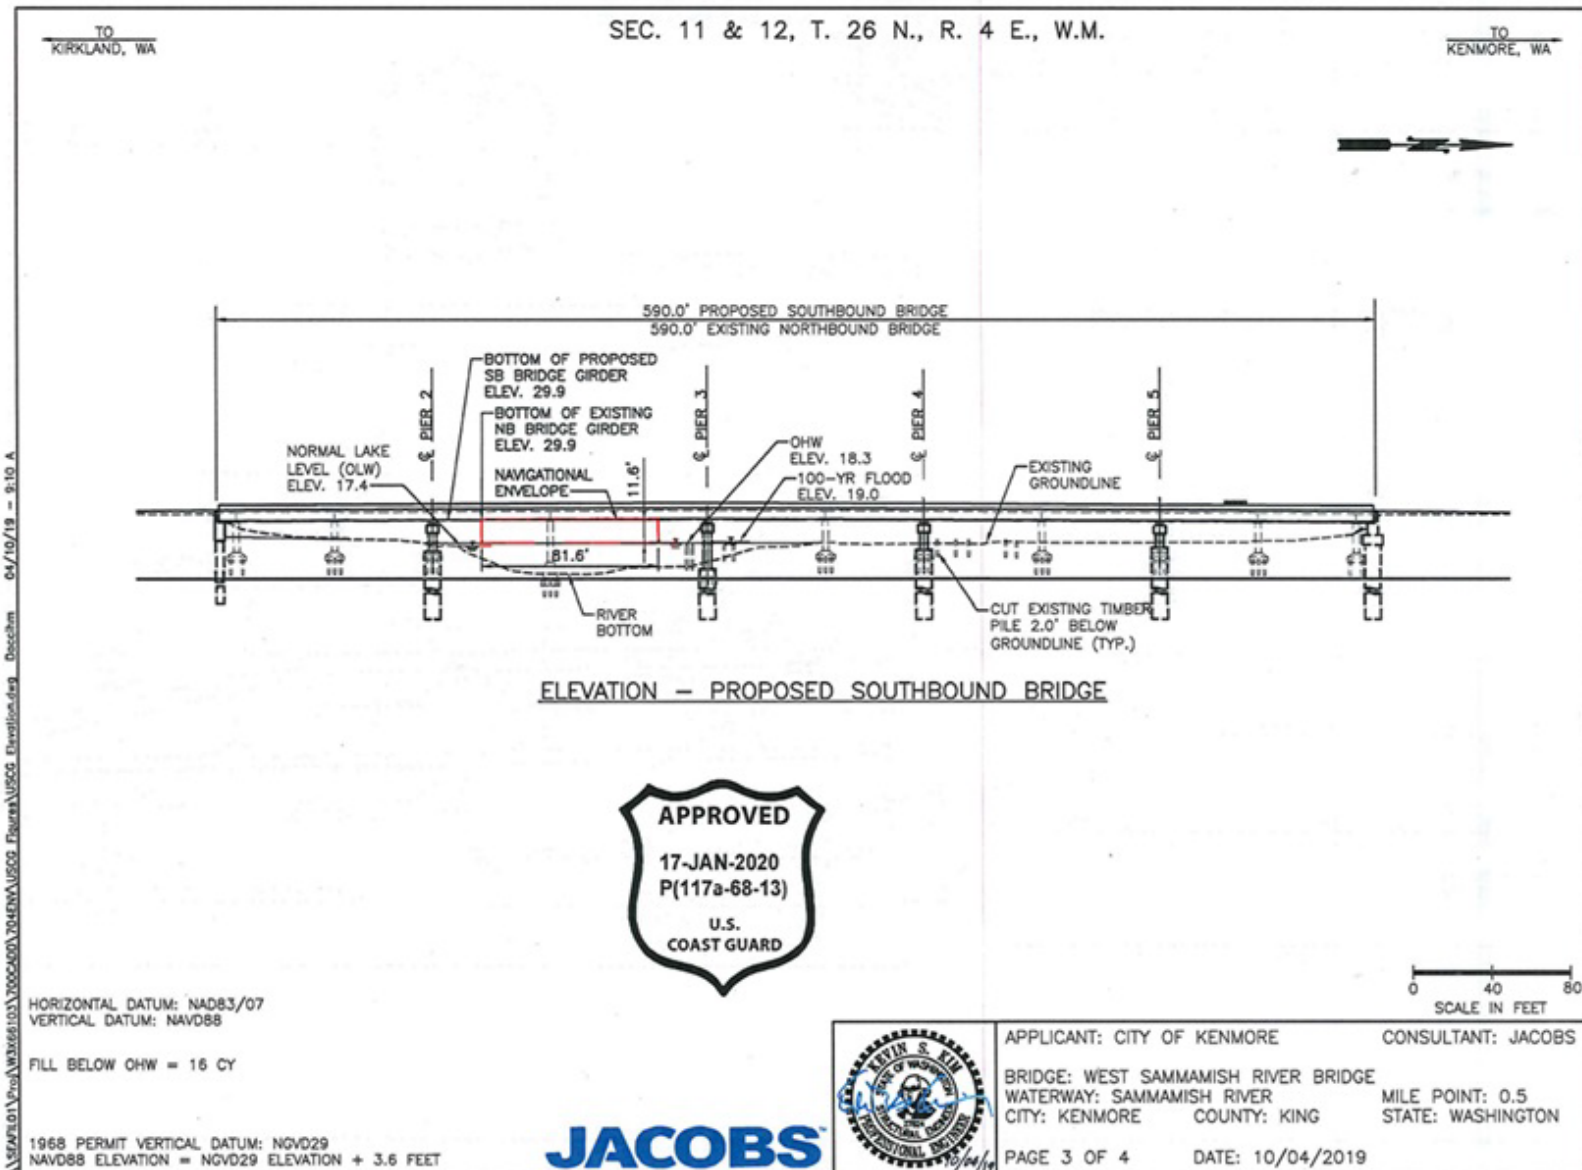 SEC. 11 & 12, T. 26 N., R. 4 E., W.M.
TO
KIRKLAND, WA
TO
KENMORE, WA
N
590.0' PROPOSED SOUTHBOUND BRIDGE
590.0' EXISTING NORTHBOUND BRIDGE
BOTTOM OF PROPOSED
SB BRIDGE GIRDER
ELEV. 29.9
BOTTOM OF EXISTING
NB BRIDGE GIRDER
ELEV. 29.9
NORMAL LAKE
LEVEL (OLW)
ELEV. 17.4
NAVIGATIONAL
ENVELOPE
11.6'
81.6'
℄ PIER 2
℄ PIER 3
℄ PIER 4
℄ PIER 5
OHW
ELEV. 18.3
100-YR FLOOD
ELEV. 19.0
EXISTING
GROUNDLINE
RIVER
BOTTOM
CUT EXISTING TIMBER
PILE 2.0' BELOW
GROUNDLINE (TYP.)
ELEVATION – PROPOSED SOUTHBOUND BRIDGE
APPROVED
17-JAN-2020
P(117a-68-13)
U.S.
COAST GUARD
0 40 80
SCALE IN FEET
HORIZONTAL DATUM: NAD83/07
VERTICAL DATUM: NAVD88
FILL BELOW OHW = 16 CY
1968 PERMIT VERTICAL DATUM: NGVD29
NAVD88 ELEVATION = NGVD29 ELEVATION + 3.6 FEET
JACOBS
KEVIN S. KIM
STATE OF WASHINGTON
STRUCTURAL ENGINEER
PROFESSIONAL ENGINEER
APPLICANT: CITY OF KENMORE CONSULTANT: JACOBS
BRIDGE: WEST SAMMAMISH RIVER BRIDGE
WATERWAY: SAMMAMISH RIVER MILE POINT: 0.5
CITY: KENMORE COUNTY: KING STATE: WASHINGTON
PAGE 3 OF 4 DATE: 10/04/2019
04/10/19 - 9:10 A